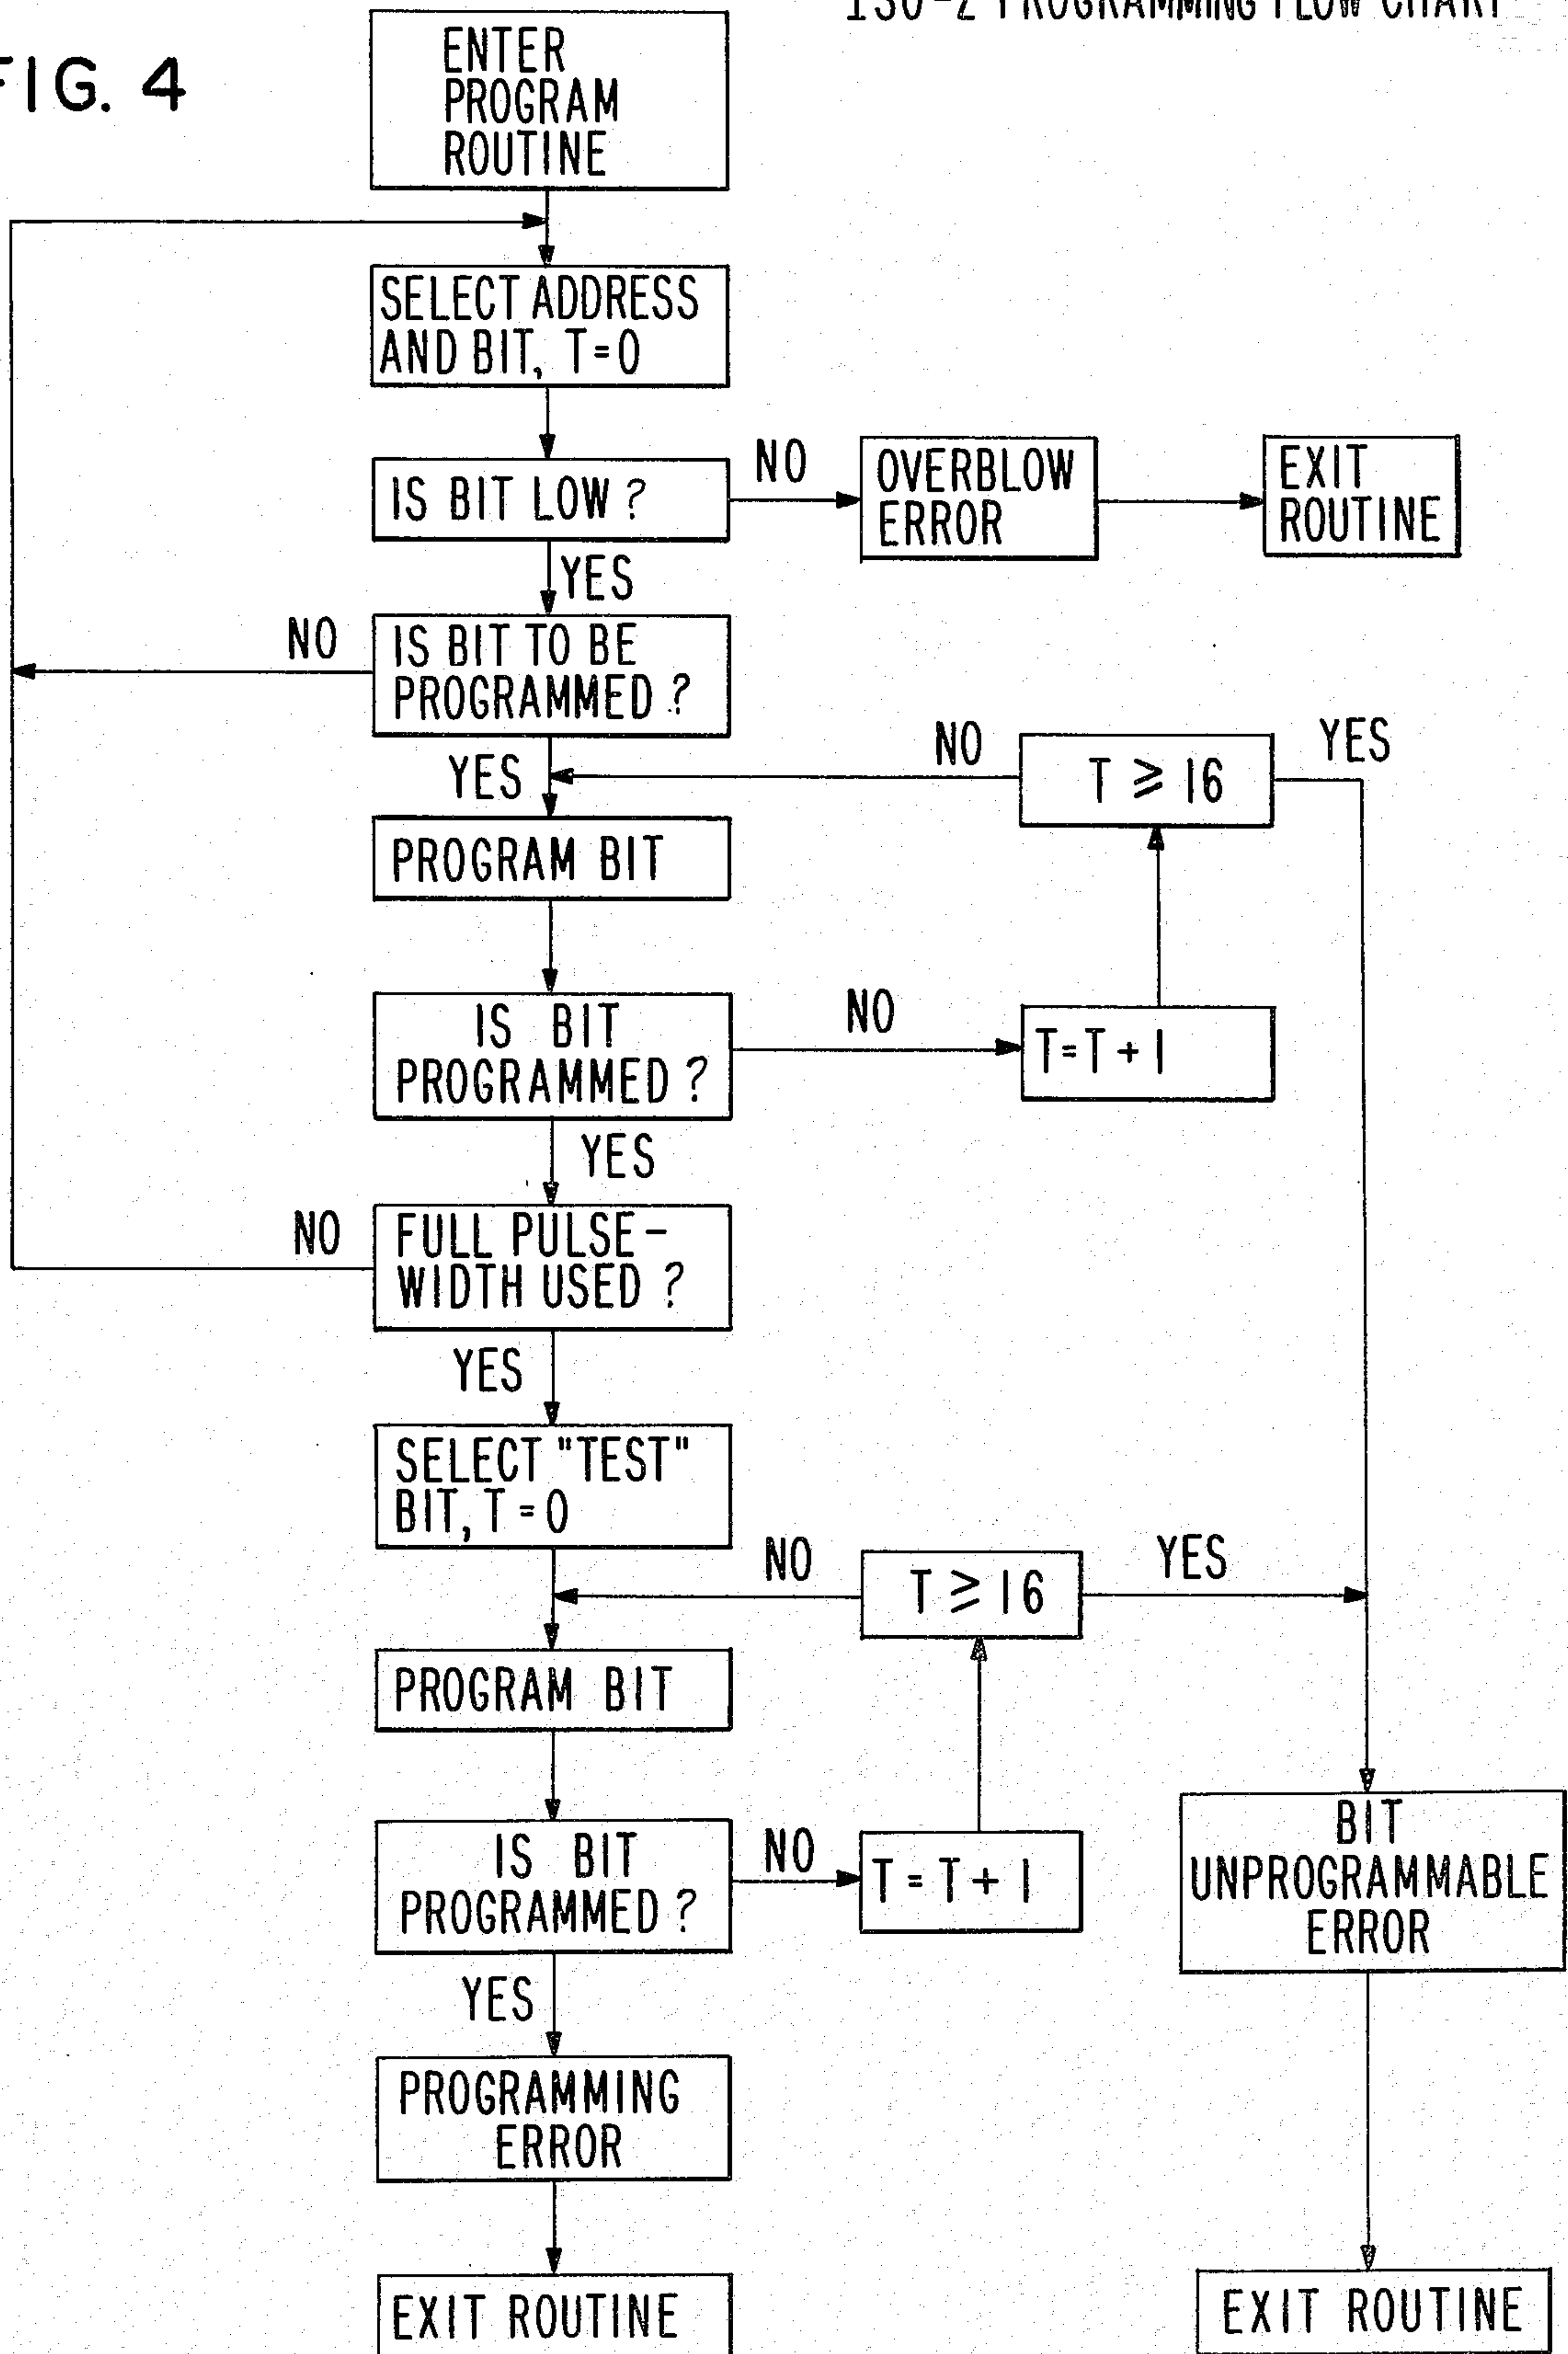 PROGRAMMING FLOW CHART
FIG. 4
ENTER
PROGRAM
ROUTINE
SELECT ADDRESS
AND BIT, T=0
IS BIT LOW ?
NO
OVERBLOW
ERROR
EXIT
ROUTINE
YES
NO
IS BIT TO BE
PROGRAMMED ?
YES
NO
T ⩾ 16
YES
PROGRAM BIT
IS BIT
PROGRAMMED ?
NO
T=T+1
YES
NO
FULL PULSE-
WIDTH USED ?
YES
SELECT "TEST"
BIT, T=0
NO
T ⩾ 16
YES
PROGRAM BIT
IS BIT
PROGRAMMED ?
NO
T=T+1
BIT
UNPROGRAMMABLE
ERROR
YES
PROGRAMMING
ERROR
EXIT ROUTINE
EXIT ROUTINE